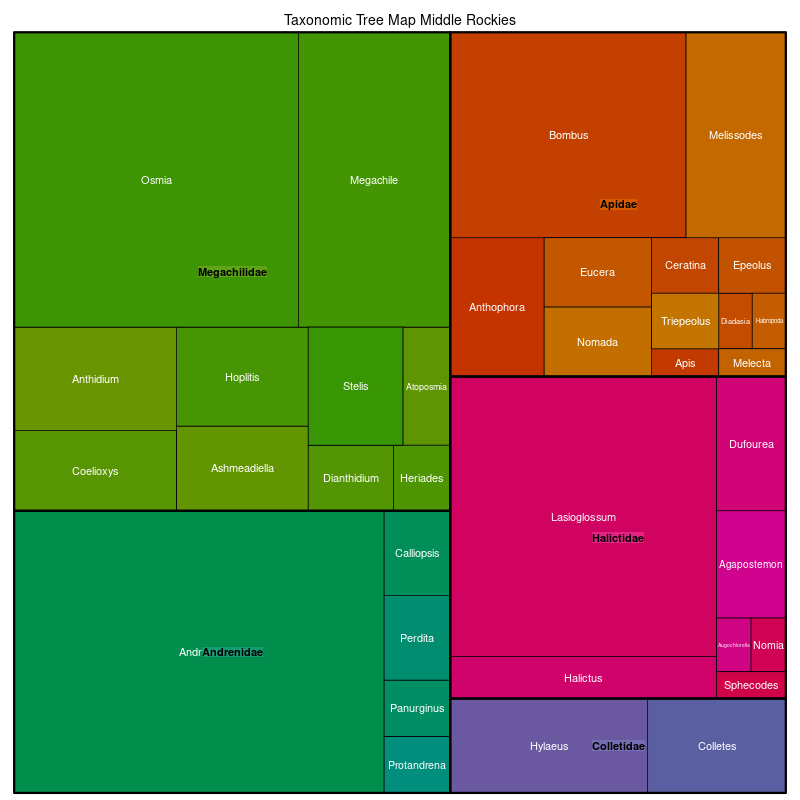 Taxonomic Tree Map Middle Rockies
Osmia
Megachile
Megachilidae
Anthidium
Hoplitis
Stelis
Atoposmia
Coelioxys
Ashmeadiella
Dianthidium
Heriades
Bombus
Melissodes
Apidae
Anthophora
Eucera
Ceratina
Epeolus
Nomada
Triepeolus
Diadasia
Habropoda
Apis
Melecta
Andr
Andrenidae
Calliopsis
Perdita
Panurginus
Protandrena
Lasioglossum
Halictidae
Dufourea
Agapostemon
Augochlorella
Nomia
Halictus
Sphecodes
Hylaeus
Colletidae
Colletes